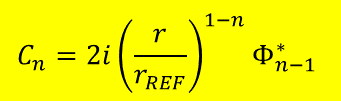 C_n = 2i (r / r_REF)^{1−n} Φ*_{n−1}